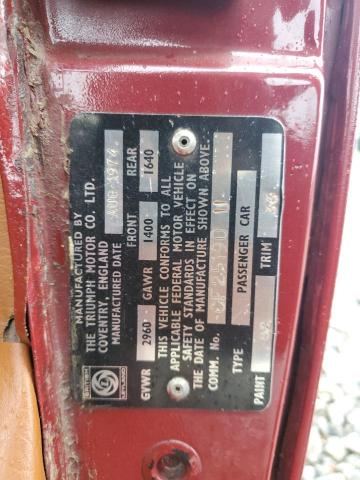 MANUFACTURED BY
THE TRIUMPH MOTOR CO. LTD.
COVENTRY, ENGLAND
MANUFACTURED DATE AUG 1974
FRONT REAR
GVWR 2960 GAWR 1400 1640
THIS VEHICLE CONFORMS TO ALL
APPLICABLE FEDERAL MOTOR VEHICLE
SAFETY STANDARDS IN EFFECT ON
THE DATE OF MANUFACTURE SHOWN ABOVE.
COMM. No.
TYPE PASSENGER CAR
PAINT TRIM
BRITISH
LEYLAND